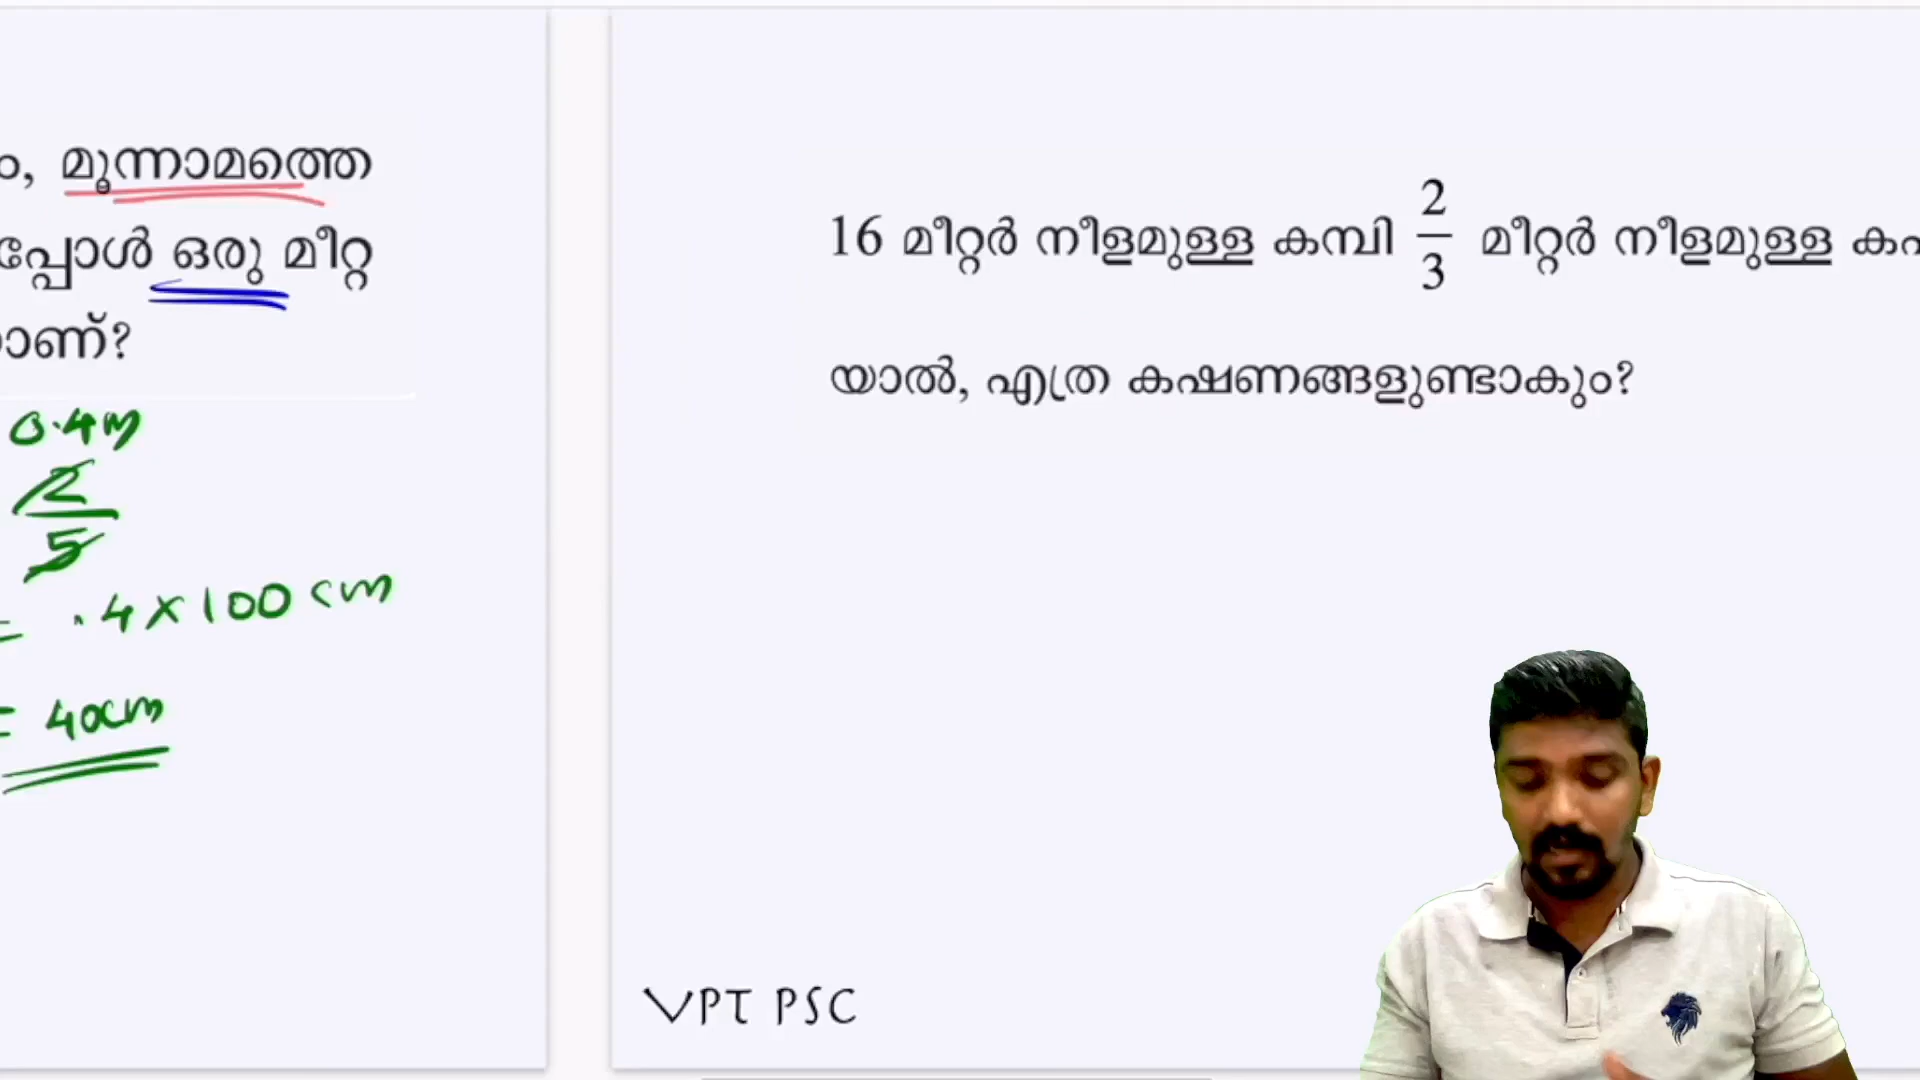 മൂന്നാമത്തെ
പ്പോൾ ഒരു മീറ്റ
ാണ്?
0.4m
2
5
= .4 x 100 cm
= 40cm
16 മീറ്റർ നീളമുള്ള കമ്പി 2/3 മീറ്റർ നീളമുള്ള
യാൽ, എത്ര കഷണങ്ങളുണ്ടാകും?
VPT PSC